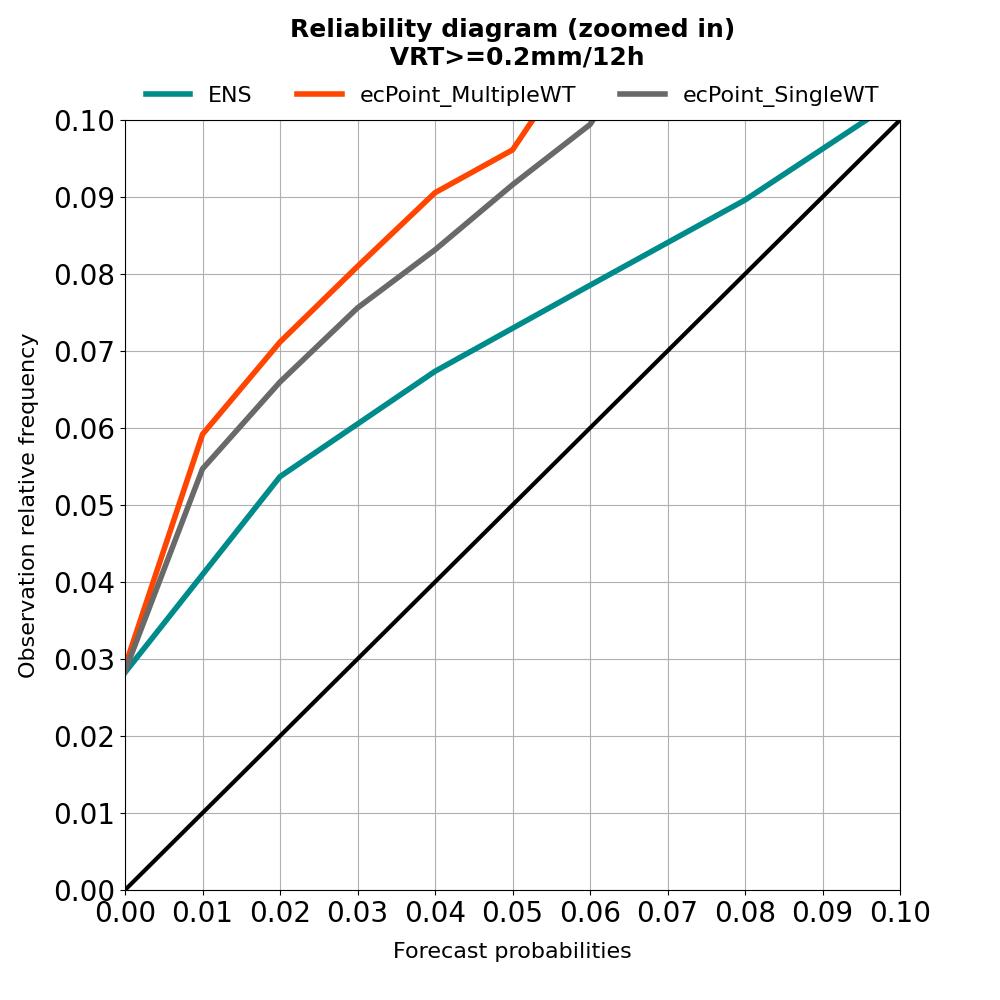 Reliability diagram (zoomed in)
VRT>=0.2mm/12h
ENS ecPoint_MultipleWT ecPoint_SingleWT
0.10
0.09
0.08
0.07
0.06
0.05
0.04
0.03
0.02
0.01
0.00
Observation relative frequency
0.00 0.01 0.02 0.03 0.04 0.05 0.06 0.07 0.08 0.09 0.10
Forecast probabilities